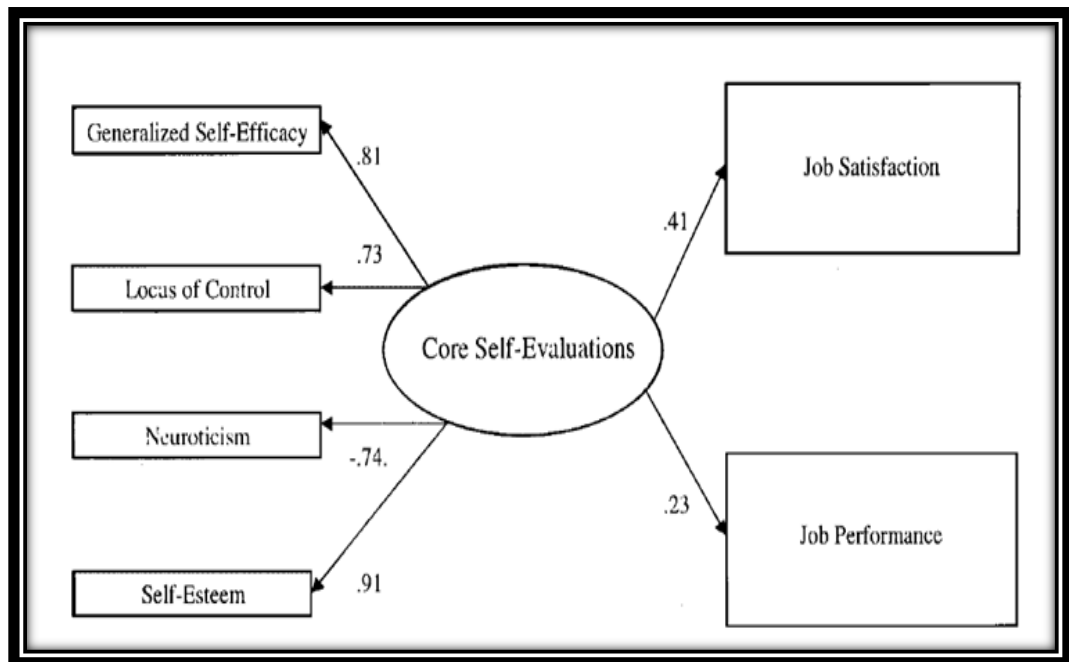 Generalized Self-Efficacy
.81
Job Satisfaction
.41
.73
Locus of Control
Core Self-Evaluations
Neuroticism
-.74.
.23
Job Performance
.91
Self-Esteem